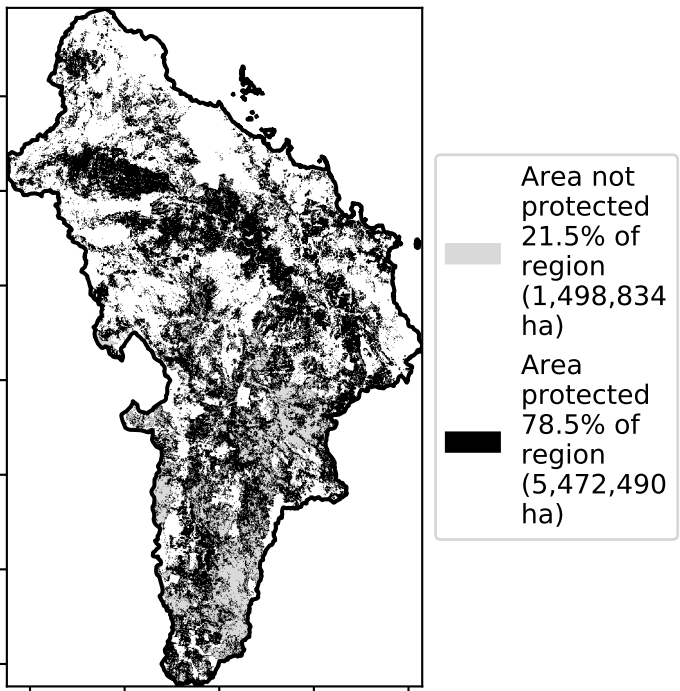 Area not
protected
21.5% of
region
(1,498,834
ha)
Area
protected
78.5% of
region
(5,472,490
ha)